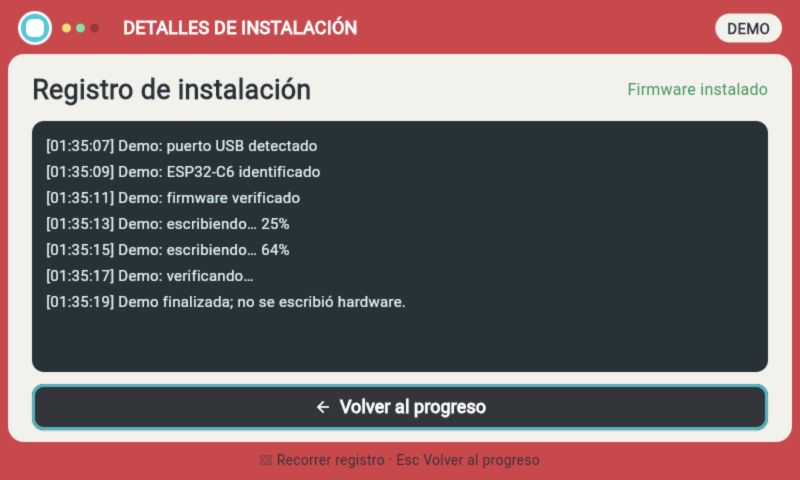 DETALLES DE INSTALACIÓN
DEMO
Registro de instalación
Firmware instalado
[01:35:07] Demo: puerto USB detectado
[01:35:09] Demo: ESP32-C6 identificado
[01:35:11] Demo: firmware verificado
[01:35:13] Demo: escribiendo… 25%
[01:35:15] Demo: escribiendo… 64%
[01:35:17] Demo: verificando…
[01:35:19] Demo finalizada; no se escribió hardware.
← Volver al progreso
Recorrer registro · Esc Volver al progreso